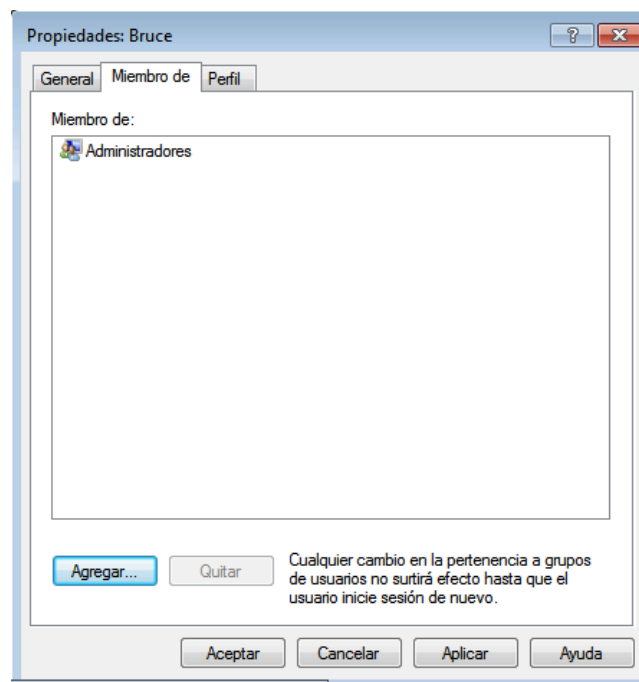 Propiedades: Bruce
General Miembro de Perfil
Miembro de:
Administradores
Agregar... Quitar
Cualquier cambio en la pertenencia a grupos
de usuarios no surtirá efecto hasta que el
usuario inicie sesión de nuevo.
Aceptar Cancelar Aplicar Ayuda